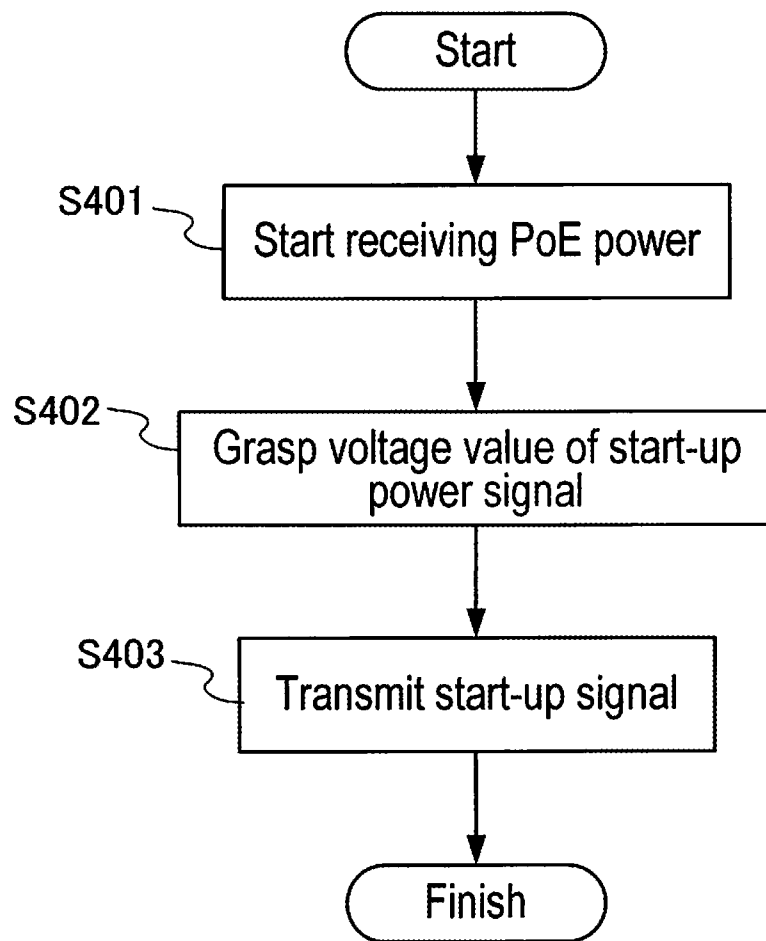 Start
S401
Start receiving PoE power
S402
Grasp voltage value of start-up
power signal
S403
Transmit start-up signal
Finish